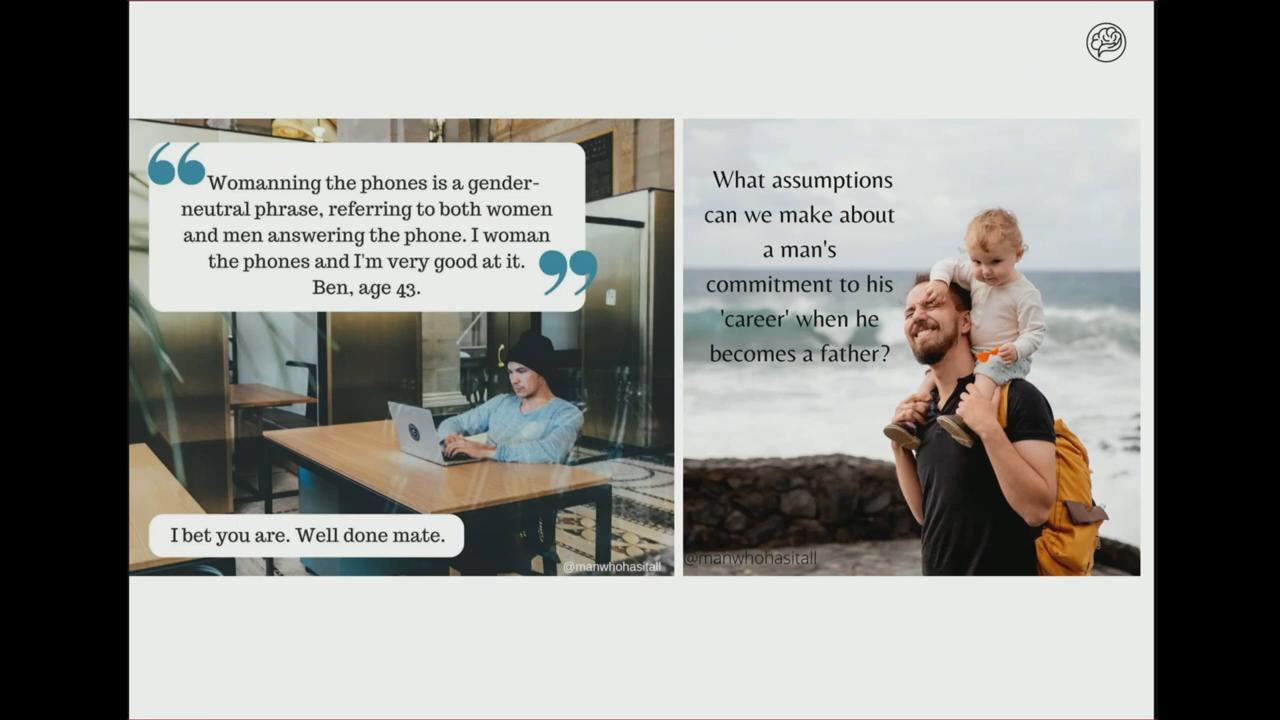 Womanning the phones is a gender-
neutral phrase, referring to both women
and men answering the phone. I woman
the phones and I'm very good at it.
Ben, age 43.
I bet you are. Well done mate.
@manwhohasitall
What assumptions
can we make about
a man's
commitment to his
'career' when he
becomes a father?
@manwhohasitall